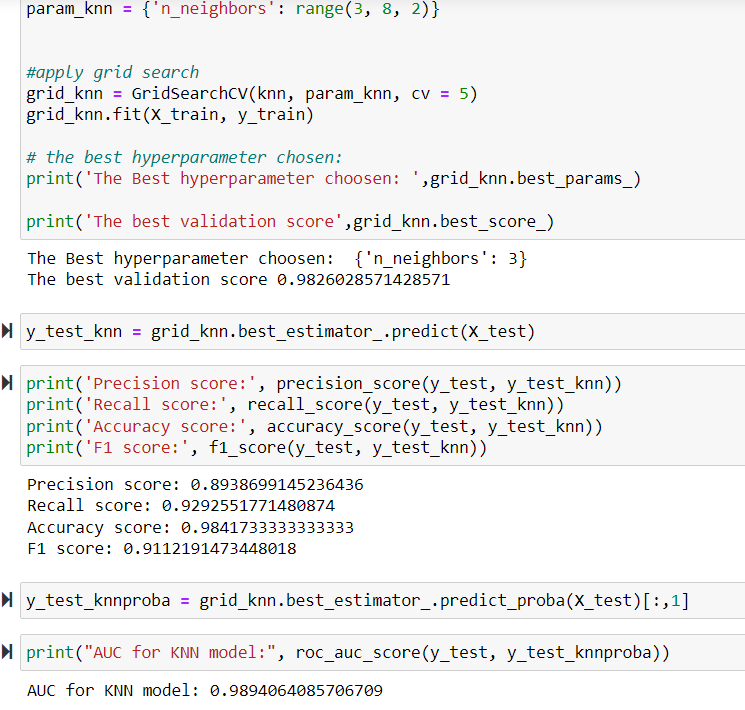 param_knn = {'n_neighbors': range(3, 8, 2)}
#apply grid search
grid_knn = GridSearchCV(knn, param_knn, cv = 5)
grid_knn.fit(X_train, y_train)
# the best hyperparameter chosen:
print('The Best hyperparameter choosen: ',grid_knn.best_params_)
print('The best validation score',grid_knn.best_score_)
The Best hyperparameter choosen:  {'n_neighbors': 3}
The best validation score 0.9826028571428571
y_test_knn = grid_knn.best_estimator_.predict(X_test)
print('Precision score:', precision_score(y_test, y_test_knn))
print('Recall score:', recall_score(y_test, y_test_knn))
print('Accuracy score:', accuracy_score(y_test, y_test_knn))
print('F1 score:', f1_score(y_test, y_test_knn))
Precision score: 0.8938699145236436
Recall score: 0.9292551771480874
Accuracy score: 0.9841733333333333
F1 score: 0.9112191473448018
y_test_knnproba = grid_knn.best_estimator_.predict_proba(X_test)[:,1]
print("AUC for KNN model:", roc_auc_score(y_test, y_test_knnproba))
AUC for KNN model: 0.9894064085706709